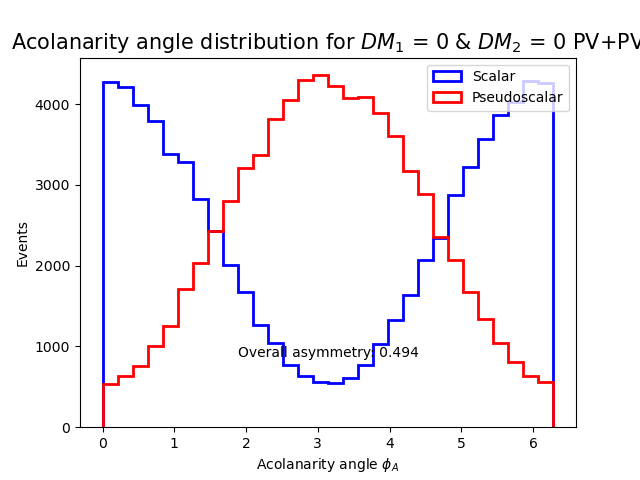 Acolanarity angle distribution for DM₁ = 0 & DM₂ = 0 PV+PV
Scalar
Pseudoscalar
4000
3000
2000
1000
0
Events
Overall asymmetry: 0.494
0 1 2 3 4 5 6
Acolanarity angle ϕ_A